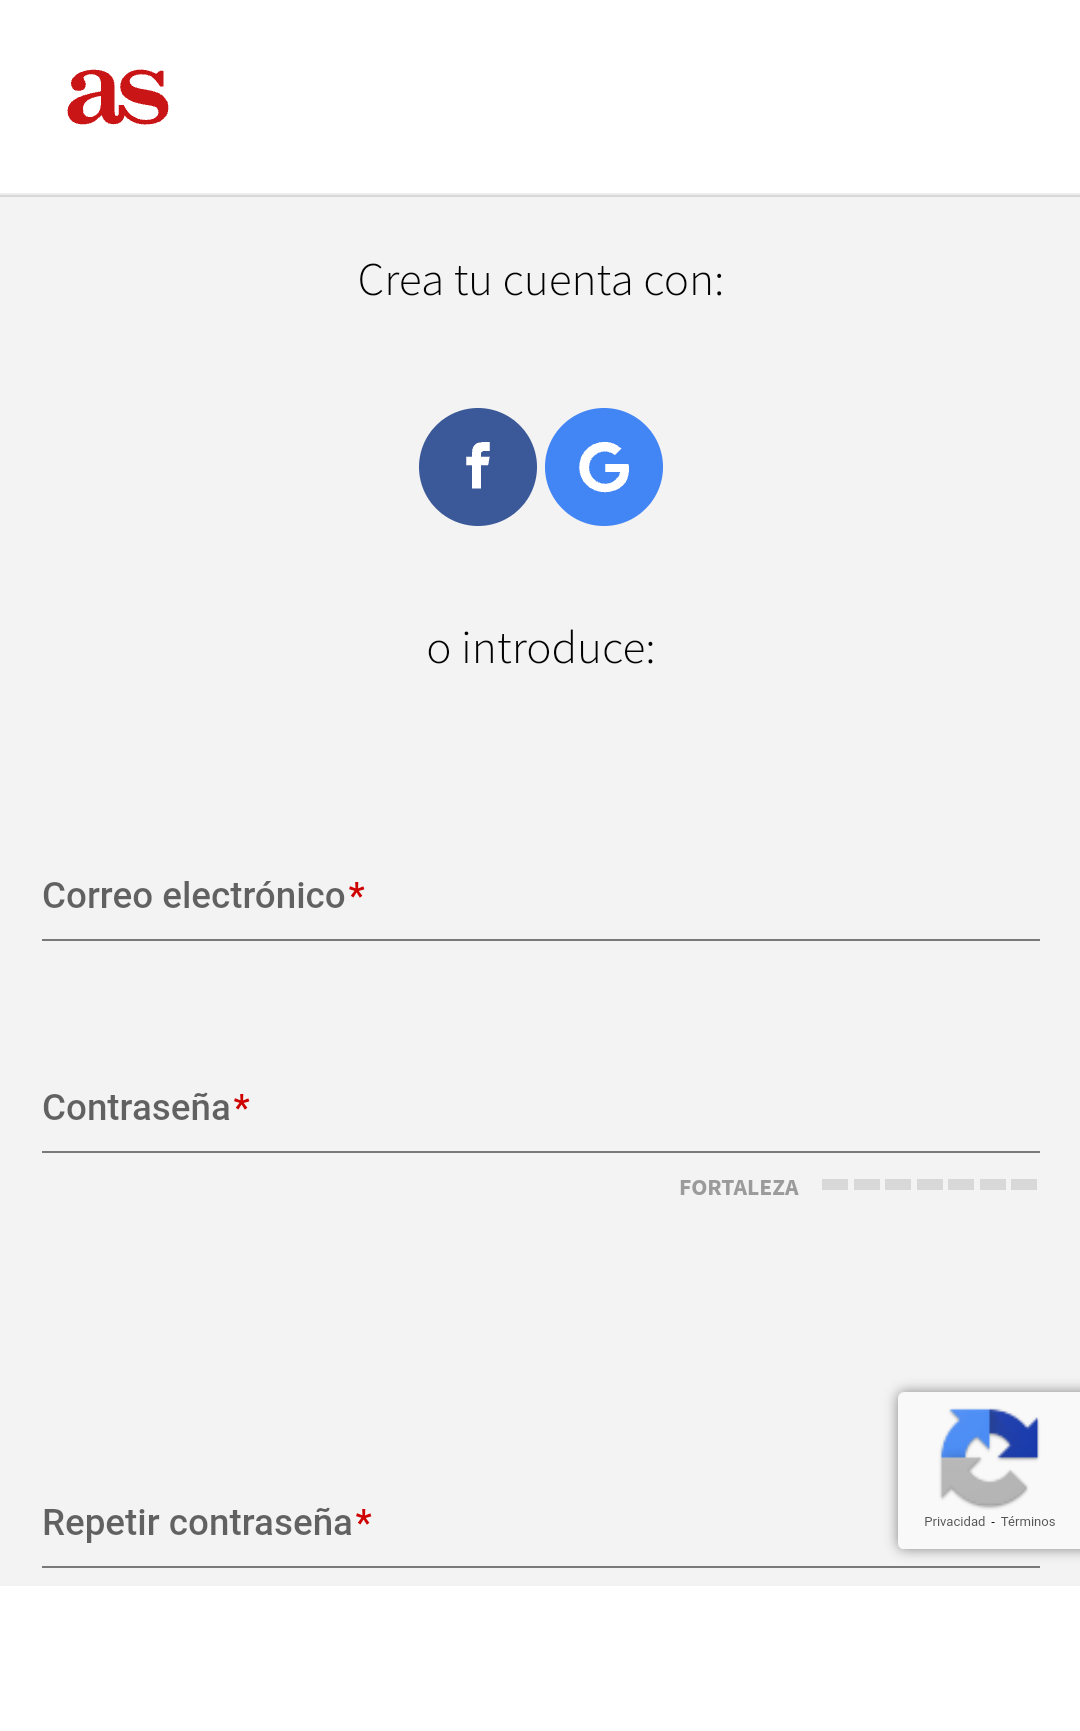 as
Crea tu cuenta con:
f G
o introduce:
Correo electrónico*
Contraseña*
FORTALEZA
Repetir contraseña*
Privacidad - Términos